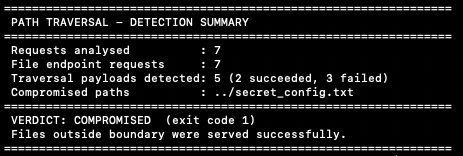 ================================================================
PATH TRAVERSAL – DETECTION SUMMARY
================================================================
Requests analysed : 7
File endpoint requests : 7
Traversal payloads detected: 5 (2 succeeded, 3 failed)
Compromised paths : ../secret_config.txt
================================================================
VERDICT: COMPROMISED (exit code 1)
Files outside boundary were served successfully.
================================================================